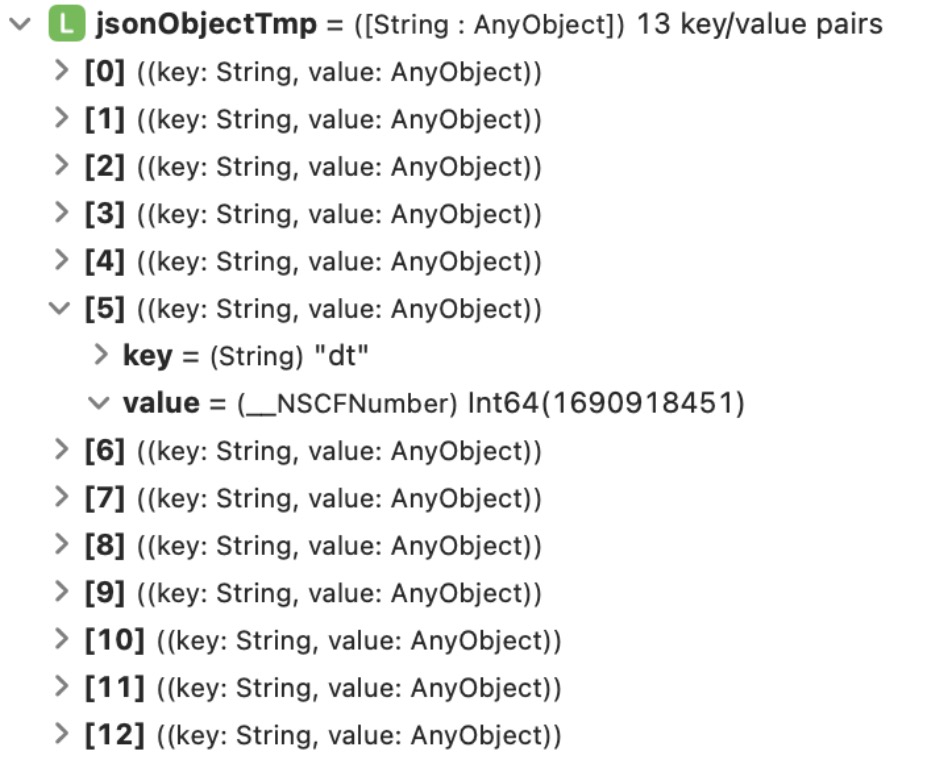 L jsonObjectTmp = ([String : AnyObject]) 13 key/value pairs
[0] ((key: String, value: AnyObject))
[1] ((key: String, value: AnyObject))
[2] ((key: String, value: AnyObject))
[3] ((key: String, value: AnyObject))
[4] ((key: String, value: AnyObject))
[5] ((key: String, value: AnyObject))
key = (String) "dt"
value = (__NSCFNumber) Int64(1690918451)
[6] ((key: String, value: AnyObject))
[7] ((key: String, value: AnyObject))
[8] ((key: String, value: AnyObject))
[9] ((key: String, value: AnyObject))
[10] ((key: String, value: AnyObject))
[11] ((key: String, value: AnyObject))
[12] ((key: String, value: AnyObject))